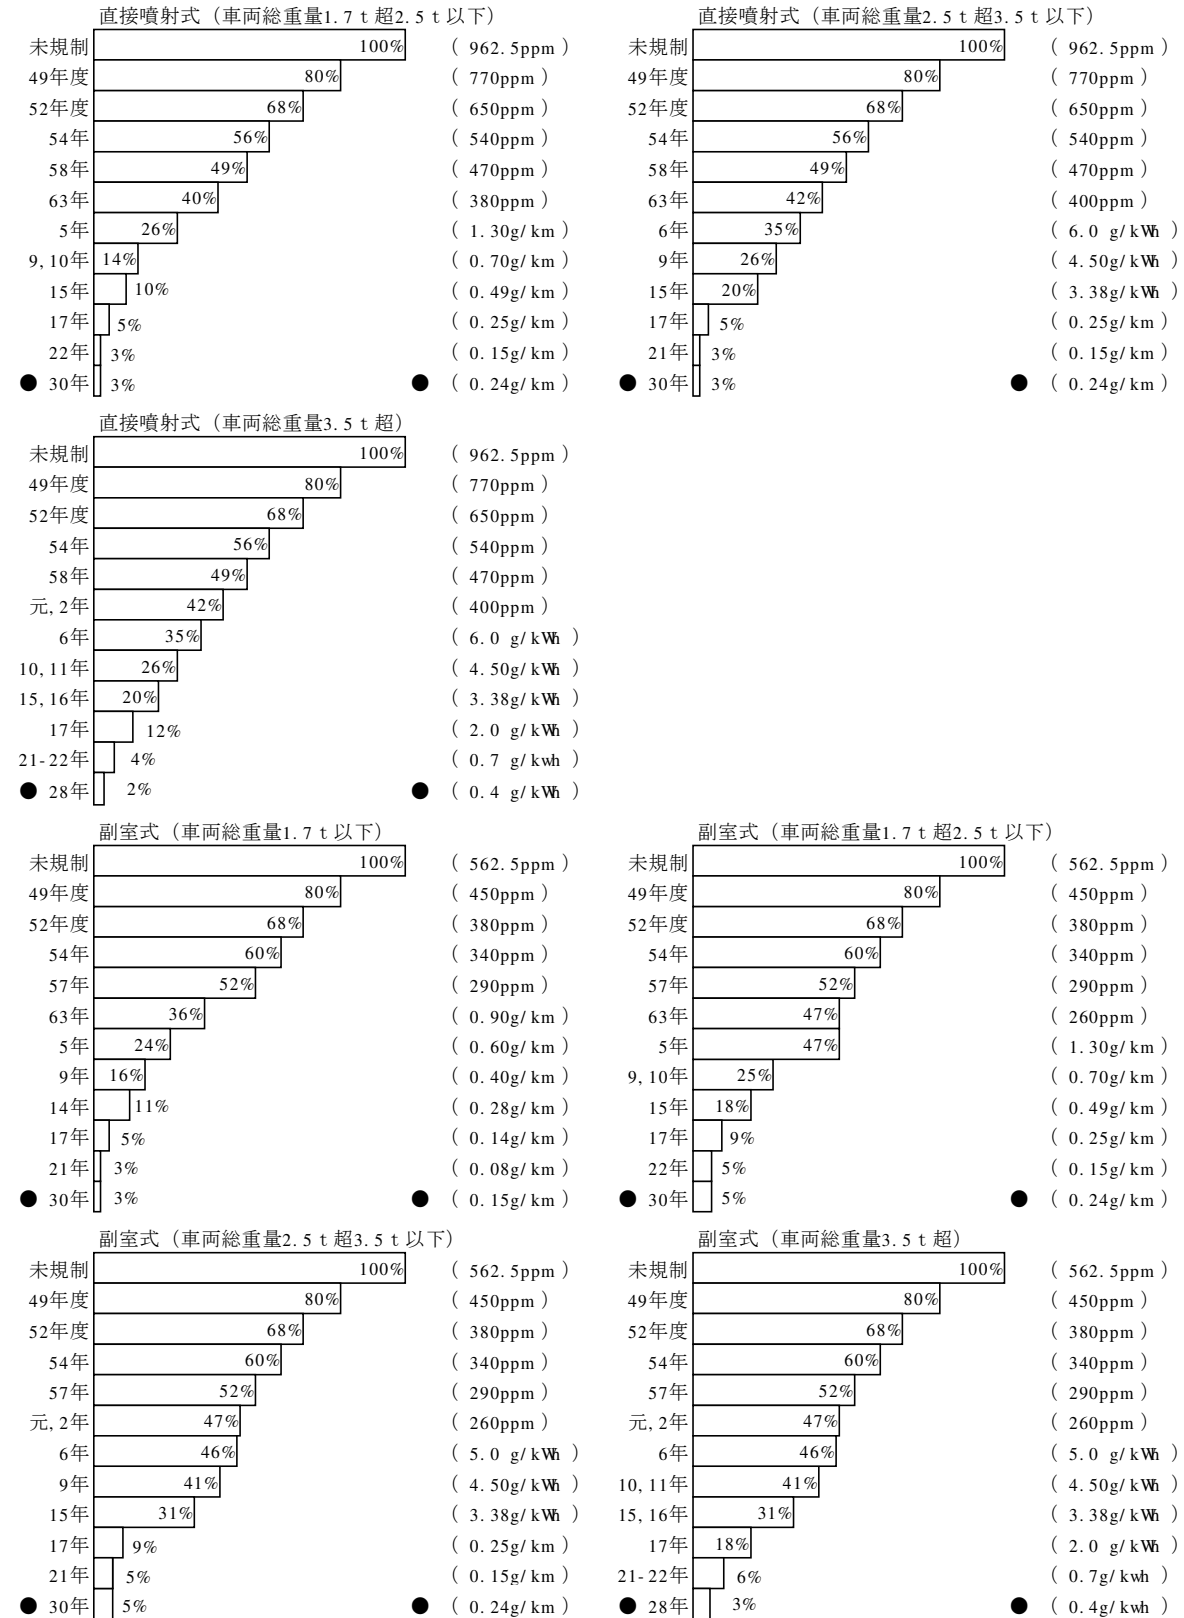 直接噴射式（車両総重量1.7ｔ超2.5ｔ以下）
未規制 100% ( 962.5ppm )
49年度 80% ( 770ppm )
52年度 68% ( 650ppm )
54年 56% ( 540ppm )
58年 49% ( 470ppm )
63年 40% ( 380ppm )
5年 26% ( 1.30g/km )
9,10年 14% ( 0.70g/km )
15年 10% ( 0.49g/km )
17年 5% ( 0.25g/km )
22年 3% ( 0.15g/km )
● 30年 3% ● ( 0.24g/km )
直接噴射式（車両総重量2.5ｔ超3.5ｔ以下）
未規制 100% ( 962.5ppm )
49年度 80% ( 770ppm )
52年度 68% ( 650ppm )
54年 56% ( 540ppm )
58年 49% ( 470ppm )
63年 42% ( 400ppm )
6年 35% ( 6.0 g/kWh )
9年 26% ( 4.50g/kWh )
15年 20% ( 3.38g/kWh )
17年 5% ( 0.25g/km )
21年 3% ( 0.15g/km )
● 30年 3% ● ( 0.24g/km )
直接噴射式（車両総重量3.5ｔ超）
未規制 100% ( 962.5ppm )
49年度 80% ( 770ppm )
52年度 68% ( 650ppm )
54年 56% ( 540ppm )
58年 49% ( 470ppm )
元,2年 42% ( 400ppm )
6年 35% ( 6.0 g/kWh )
10,11年 26% ( 4.50g/kWh )
15,16年 20% ( 3.38g/kWh )
17年 12% ( 2.0 g/kWh )
21-22年 4% ( 0.7 g/kwh )
● 28年 2% ● ( 0.4 g/kWh )
副室式（車両総重量1.7ｔ以下）
未規制 100% ( 562.5ppm )
49年度 80% ( 450ppm )
52年度 68% ( 380ppm )
54年 60% ( 340ppm )
57年 52% ( 290ppm )
63年 36% ( 0.90g/km )
5年 24% ( 0.60g/km )
9年 16% ( 0.40g/km )
14年 11% ( 0.28g/km )
17年 5% ( 0.14g/km )
21年 3% ( 0.08g/km )
● 30年 3% ● ( 0.15g/km )
副室式（車両総重量1.7ｔ超2.5ｔ以下）
未規制 100% ( 562.5ppm )
49年度 80% ( 450ppm )
52年度 68% ( 380ppm )
54年 60% ( 340ppm )
57年 52% ( 290ppm )
63年 47% ( 260ppm )
5年 47% ( 1.30g/km )
9,10年 25% ( 0.70g/km )
15年 18% ( 0.49g/km )
17年 9% ( 0.25g/km )
22年 5% ( 0.15g/km )
● 30年 5% ● ( 0.24g/km )
副室式（車両総重量2.5ｔ超3.5ｔ以下）
未規制 100% ( 562.5ppm )
49年度 80% ( 450ppm )
52年度 68% ( 380ppm )
54年 60% ( 340ppm )
57年 52% ( 290ppm )
元,2年 47% ( 260ppm )
6年 46% ( 5.0 g/kWh )
9年 41% ( 4.50g/kWh )
15年 31% ( 3.38g/kWh )
17年 9% ( 0.25g/km )
21年 5% ( 0.15g/km )
● 30年 5% ● ( 0.24g/km )
副室式（車両総重量3.5ｔ超）
未規制 100% ( 562.5ppm )
49年度 80% ( 450ppm )
52年度 68% ( 380ppm )
54年 60% ( 340ppm )
57年 52% ( 290ppm )
元,2年 47% ( 260ppm )
6年 46% ( 5.0 g/kWh )
10,11年 41% ( 4.50g/kWh )
15,16年 31% ( 3.38g/kWh )
17年 18% ( 2.0 g/kWh )
21-22年 6% ( 0.7g/kwh )
● 28年 3% ● ( 0.4g/kwh )